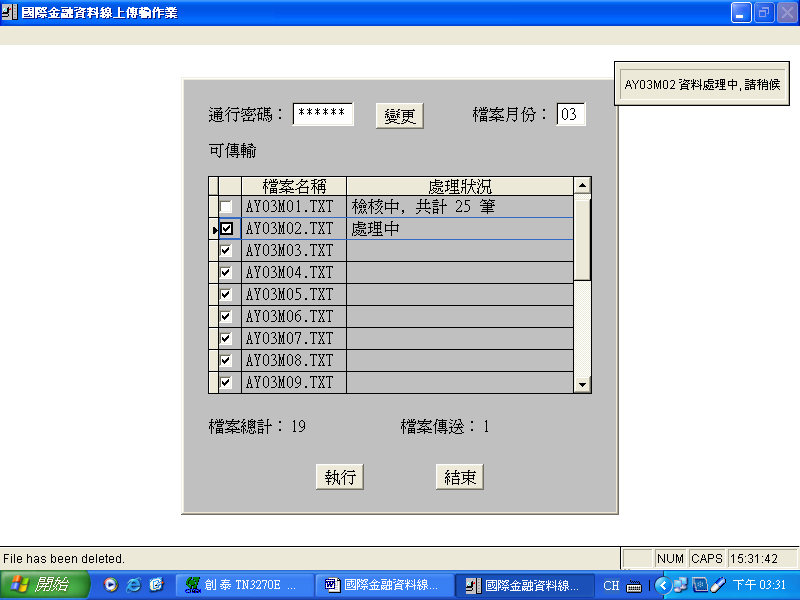 國際金融資料線上傳輸作業
AY03M02 資料處理中,請稍候
通行密碼： ****** 變更 檔案月份： 03
可傳輸
檔案名稱 處理狀況
AY03M01.TXT 檢核中, 共計 25 筆
AY03M02.TXT 處理中
AY03M03.TXT
AY03M04.TXT
AY03M05.TXT
AY03M06.TXT
AY03M07.TXT
AY03M08.TXT
AY03M09.TXT
檔案總計： 19 檔案傳送： 1
執行 結束
File has been deleted. NUM CAPS 15:31:42
開始 創泰 TN3270E ... 國際金融資料線... 國際金融資料線... CH 下午 03:31